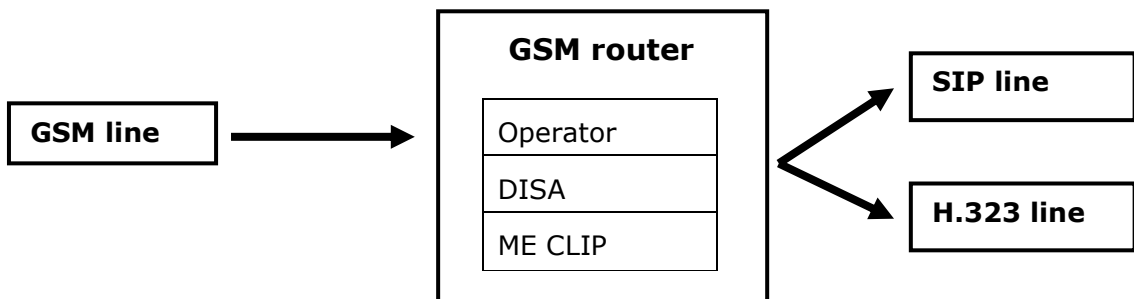 GSM router
GSM line
Operator
DISA
ME CLIP
SIP line
H.323 line